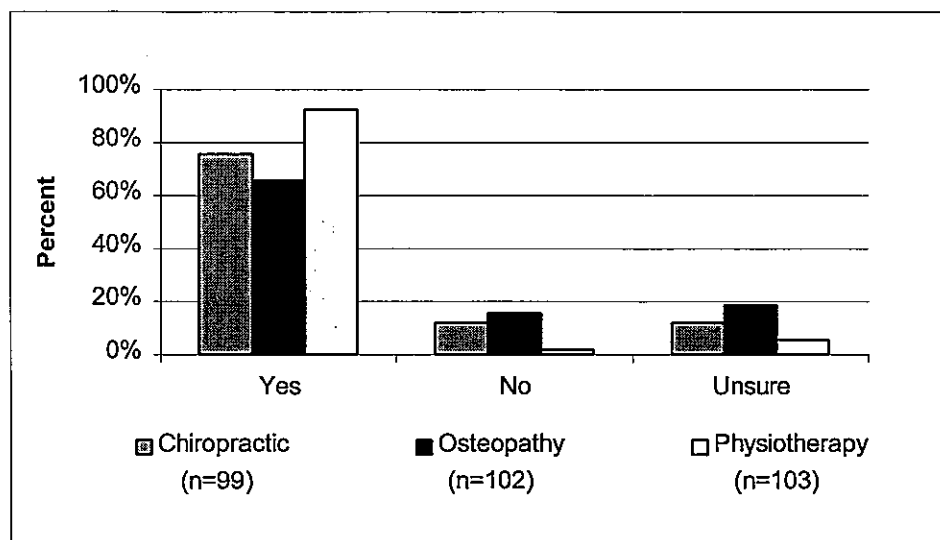 100%
80%
60%
40%
20%
0%
Percent
Yes No Unsure
Chiropractic Osteopathy Physiotherapy
(n=99) (n=102) (n=103)